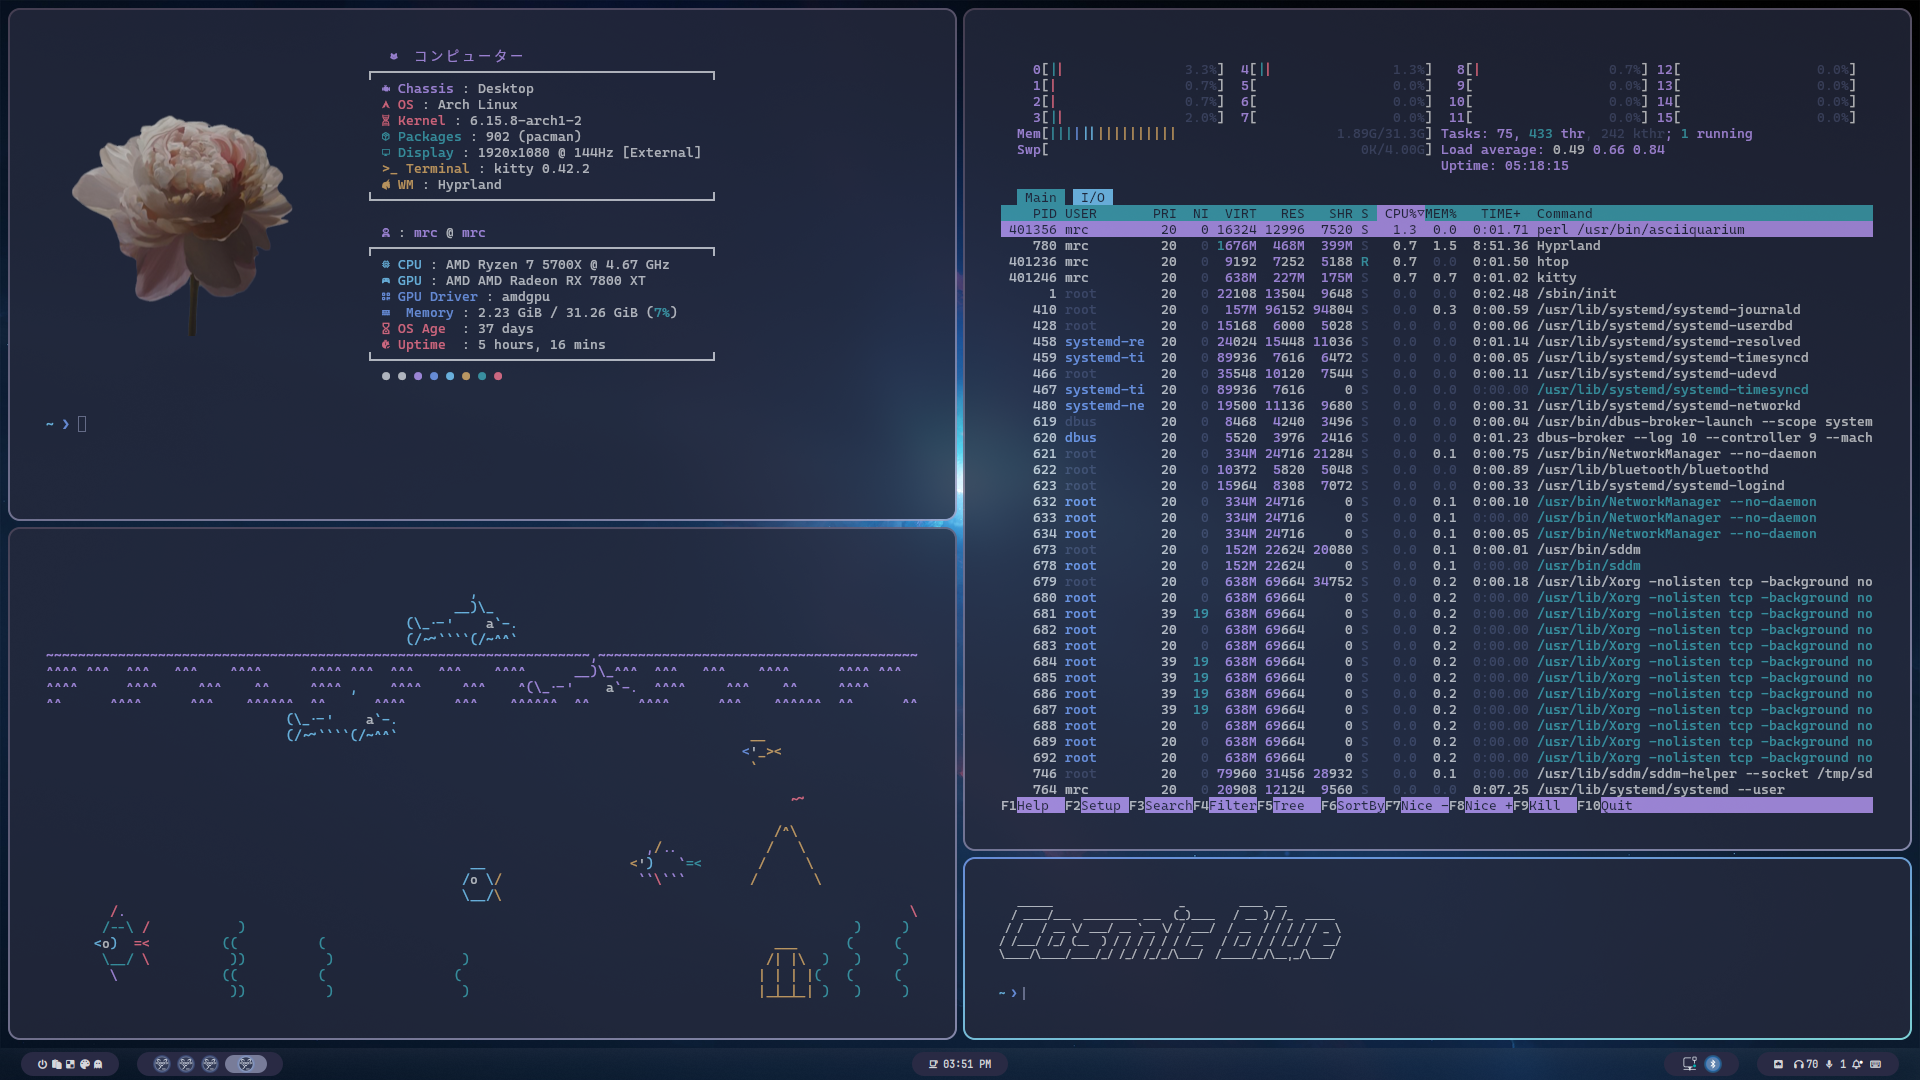 コンピューター
Chassis : Desktop
OS : Arch Linux
Kernel : 6.15.8-arch1-2
Packages : 902 (pacman)
Display : 1920x1080 @ 144Hz [External]
>_ Terminal : kitty 0.42.2
WM : Hyprland
: mrc @ mrc
CPU : AMD Ryzen 7 5700X @ 4.67 GHz
GPU : AMD AMD Radeon RX 7800 XT
GPU Driver : amdgpu
Memory : 2.23 GiB / 31.26 GiB (7%)
OS Age : 37 days
Uptime : 5 hours, 16 mins
~ ❯
0[|| 3.3%] 4[|| 1.3%] 8[| 0.7%] 12[ 0.0%]
1[| 0.7%] 5[ 0.0%] 9[ 0.0%] 13[ 0.0%]
2[| 0.7%] 6[ 0.0%] 10[ 0.0%] 14[ 0.0%]
3[|| 2.0%] 7[ 0.0%] 11[ 0.0%] 15[ 0.0%]
Mem[|||||||||||||||| 1.89G/31.3G] Tasks: 75, 433 thr, 242 kthr; 1 running
Swp[ 0K/4.00G] Load average: 0.49 0.66 0.84
Uptime: 05:18:15
Main I/O
PID USER PRI NI VIRT RES SHR S CPU%▽MEM% TIME+ Command
401356 mrc 20 0 16324 12996 7520 S 1.3 0.0 0:01.71 perl /usr/bin/asciiquarium
780 mrc 20 0 1676M 468M 399M S 0.7 1.5 8:51.36 Hyprland
401236 mrc 20 0 9192 7252 5188 R 0.7 0.0 0:01.50 htop
401246 mrc 20 0 638M 227M 175M S 0.7 0.7 0:01.02 kitty
1 root 20 0 22108 13504 9648 S 0.0 0.0 0:02.48 /sbin/init
410 root 20 0 157M 96152 94804 S 0.0 0.3 0:00.59 /usr/lib/systemd/systemd-journald
428 root 20 0 15168 6000 5028 S 0.0 0.0 0:00.06 /usr/lib/systemd/systemd-userdbd
458 systemd-re 20 0 24024 15448 11036 S 0.0 0.0 0:01.14 /usr/lib/systemd/systemd-resolved
459 systemd-ti 20 0 89936 7616 6472 S 0.0 0.0 0:00.05 /usr/lib/systemd/systemd-timesyncd
466 root 20 0 35548 10120 7544 S 0.0 0.0 0:00.11 /usr/lib/systemd/systemd-udevd
467 systemd-ti 20 0 89936 7616 0 S 0.0 0.0 0:00.00 /usr/lib/systemd/systemd-timesyncd
480 systemd-ne 20 0 19500 11136 9680 S 0.0 0.0 0:00.31 /usr/lib/systemd/systemd-networkd
619 dbus 20 0 8468 4240 3496 S 0.0 0.0 0:00.04 /usr/bin/dbus-broker-launch --scope system
620 dbus 20 0 5520 3976 2416 S 0.0 0.0 0:01.23 dbus-broker --log 10 --controller 9 --mach
621 root 20 0 334M 24716 21284 S 0.0 0.1 0:00.75 /usr/bin/NetworkManager --no-daemon
622 root 20 0 10372 5820 5048 S 0.0 0.0 0:00.89 /usr/lib/bluetooth/bluetoothd
623 root 20 0 15964 8308 7072 S 0.0 0.0 0:00.33 /usr/lib/systemd/systemd-logind
632 root 20 0 334M 24716 0 S 0.0 0.1 0:00.10 /usr/bin/NetworkManager --no-daemon
633 root 20 0 334M 24716 0 S 0.0 0.1 0:00.00 /usr/bin/NetworkManager --no-daemon
634 root 20 0 334M 24716 0 S 0.0 0.1 0:00.05 /usr/bin/NetworkManager --no-daemon
673 root 20 0 152M 22624 20080 S 0.0 0.1 0:00.01 /usr/bin/sddm
678 root 20 0 152M 22624 0 S 0.0 0.1 0:00.00 /usr/bin/sddm
679 root 20 0 638M 69664 34752 S 0.0 0.2 0:00.18 /usr/lib/Xorg -nolisten tcp -background no
680 root 20 0 638M 69664 0 S 0.0 0.2 0:00.00 /usr/lib/Xorg -nolisten tcp -background no
681 root 39 19 638M 69664 0 S 0.0 0.2 0:00.00 /usr/lib/Xorg -nolisten tcp -background no
682 root 20 0 638M 69664 0 S 0.0 0.2 0:00.00 /usr/lib/Xorg -nolisten tcp -background no
683 root 20 0 638M 69664 0 S 0.0 0.2 0:00.00 /usr/lib/Xorg -nolisten tcp -background no
684 root 39 19 638M 69664 0 S 0.0 0.2 0:00.00 /usr/lib/Xorg -nolisten tcp -background no
685 root 39 19 638M 69664 0 S 0.0 0.2 0:00.00 /usr/lib/Xorg -nolisten tcp -background no
686 root 39 19 638M 69664 0 S 0.0 0.2 0:00.00 /usr/lib/Xorg -nolisten tcp -background no
687 root 39 19 638M 69664 0 S 0.0 0.2 0:00.00 /usr/lib/Xorg -nolisten tcp -background no
688 root 20 0 638M 69664 0 S 0.0 0.2 0:00.00 /usr/lib/Xorg -nolisten tcp -background no
689 root 20 0 638M 69664 0 S 0.0 0.2 0:00.00 /usr/lib/Xorg -nolisten tcp -background no
692 root 20 0 638M 69664 0 S 0.0 0.2 0:00.00 /usr/lib/Xorg -nolisten tcp -background no
746 root 20 0 79960 31456 28932 S 0.0 0.1 0:00.00 /usr/lib/sddm/sddm-helper --socket /tmp/sd
764 mrc 20 0 20908 12124 9560 S 0.0 0.0 0:07.25 /usr/lib/systemd/systemd --user
F1Help F2Setup F3SearchF4FilterF5Tree F6SortByF7Nice -F8Nice +F9Kill F10Quit
Cosmic Blue
~ ❯
03:51 PM
70 1